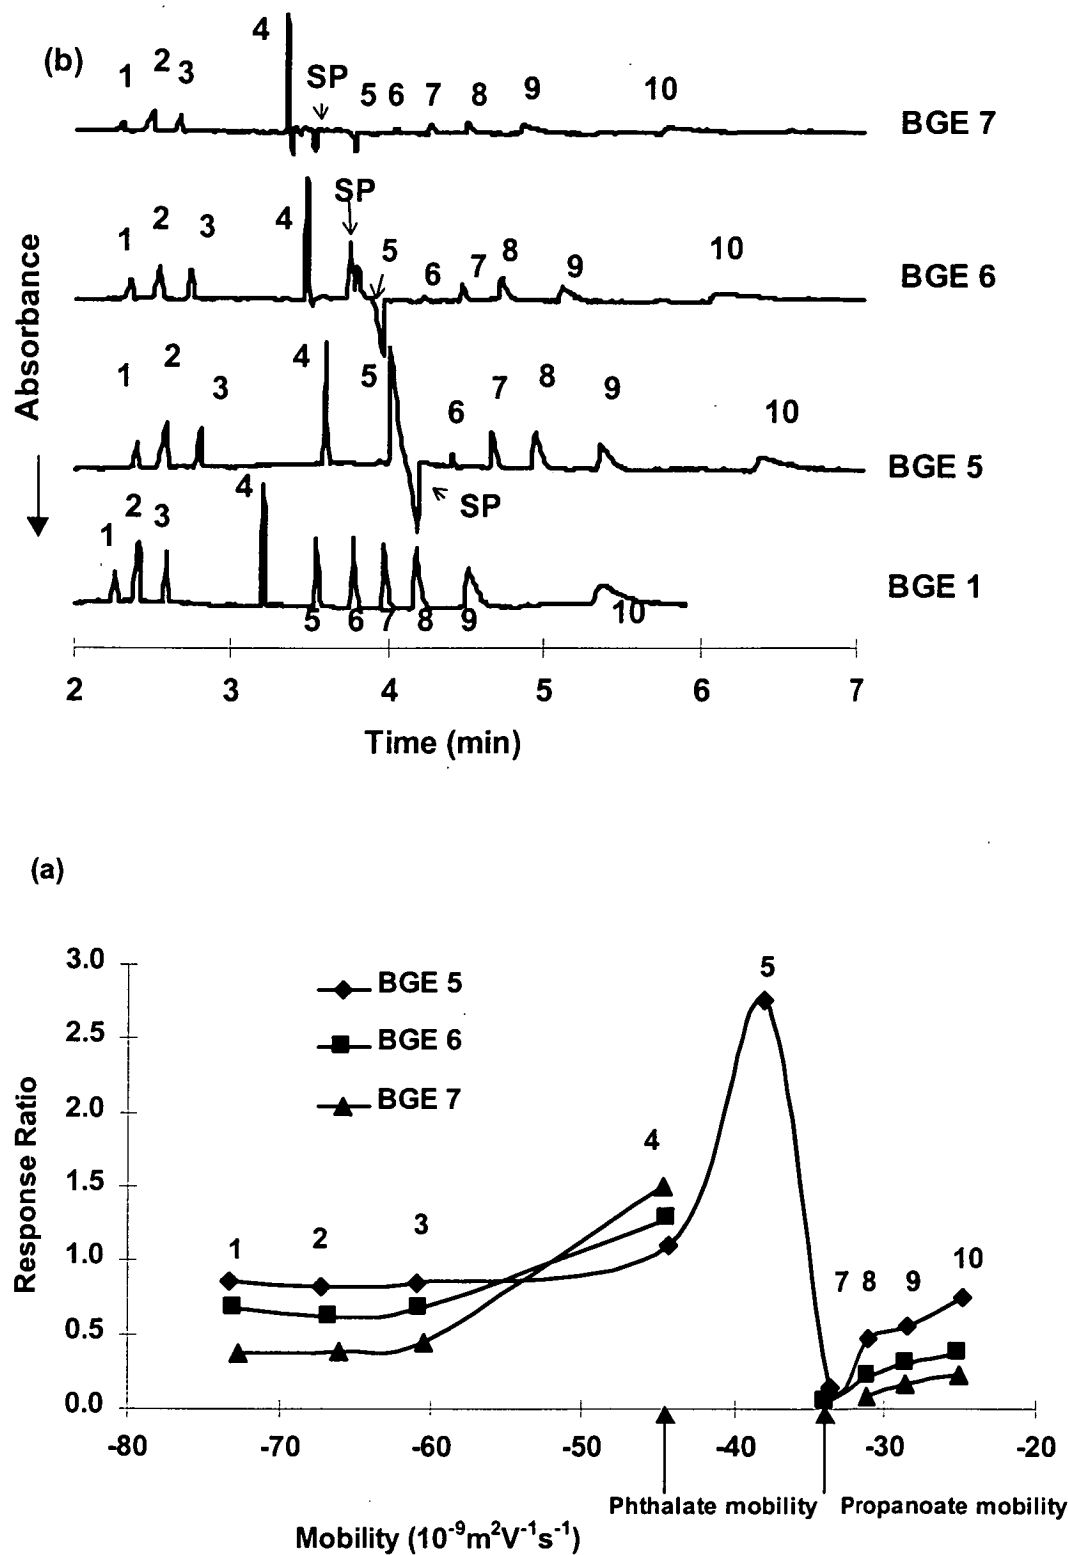 (b)
4
1 2 3
SP
5 6 7 8 9 10
BGE 7
SP
1 2 3 4 5 6 7 8 9 10
BGE 6
1 2 3 4 5 6 7 8 9 10
BGE 5
SP
1 2 3 4
BGE 1
5 6 7 8 9 10
Absorbance
2 3 4 5 6 7
Time (min)
(a)
Response Ratio
3.0
2.5
2.0
1.5
1.0
0.5
0.0
BGE 5
BGE 6
BGE 7
1 2 3 4 5 7 8 9 10
-80 -70 -60 -50 -40 -30 -20
Phthalate mobility Propanoate mobility
Mobility (10⁻⁹m²V⁻¹s⁻¹)